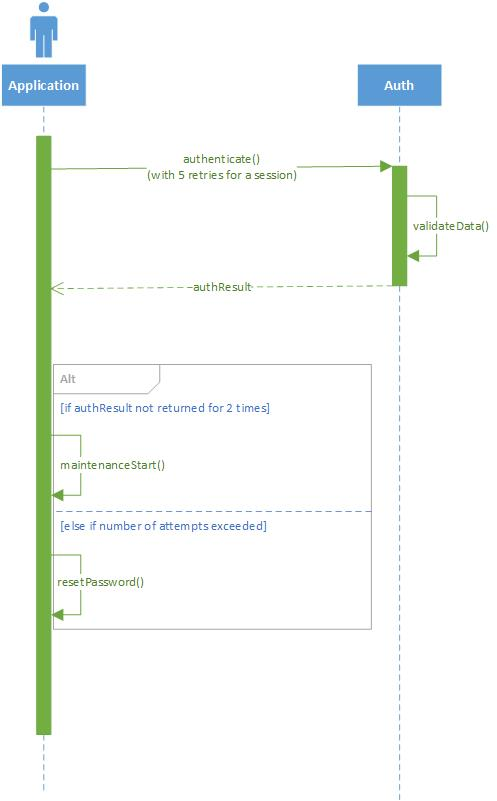 Application
Auth
authenticate()
(with 5 retries for a session)
validateData()
authResult
Alt
[if authResult not returned for 2 times]
maintenanceStart()
[else if number of attempts exceeded]
resetPassword()